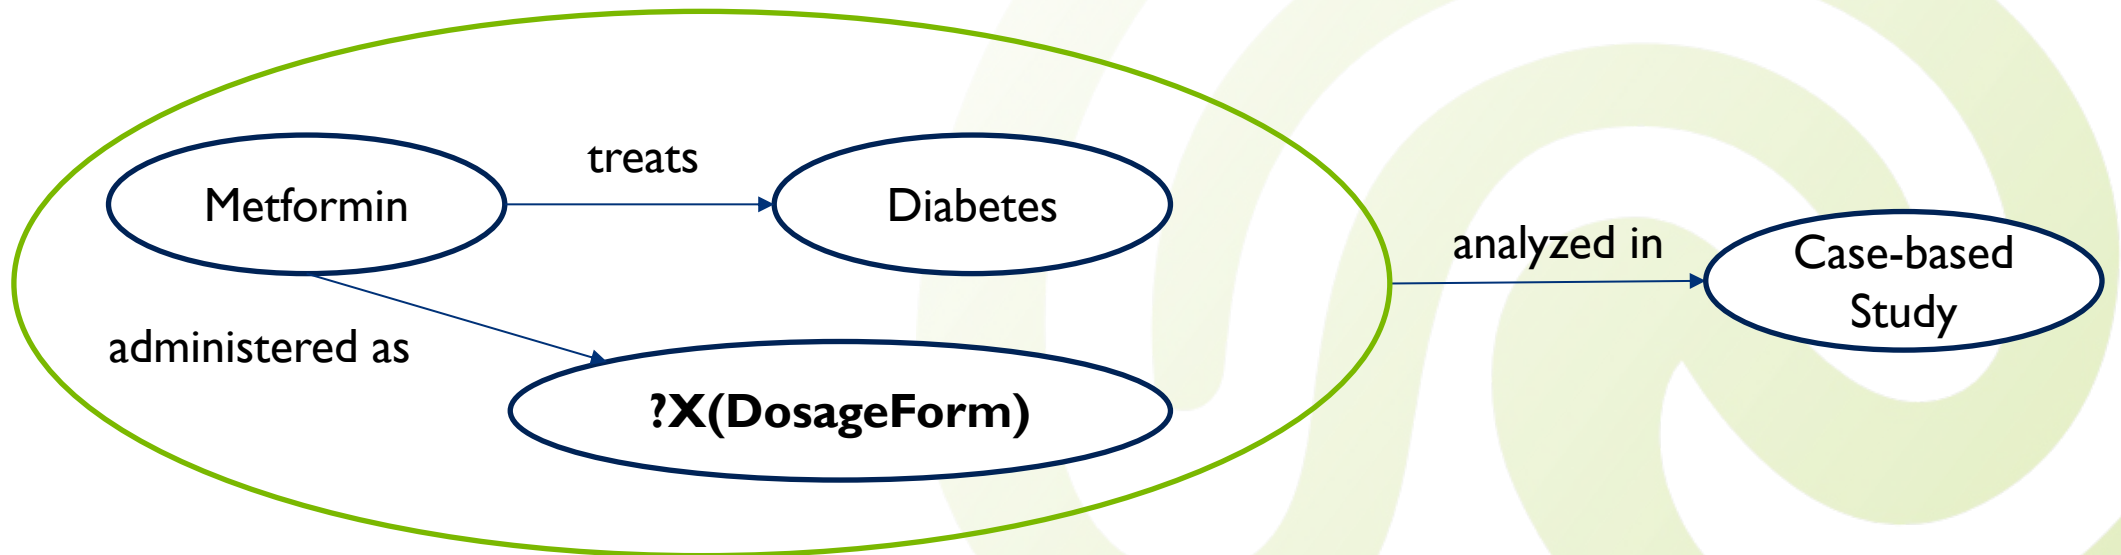 treats
Metformin
Diabetes
analyzed in
Case-based
Study
administered as
?X(DosageForm)